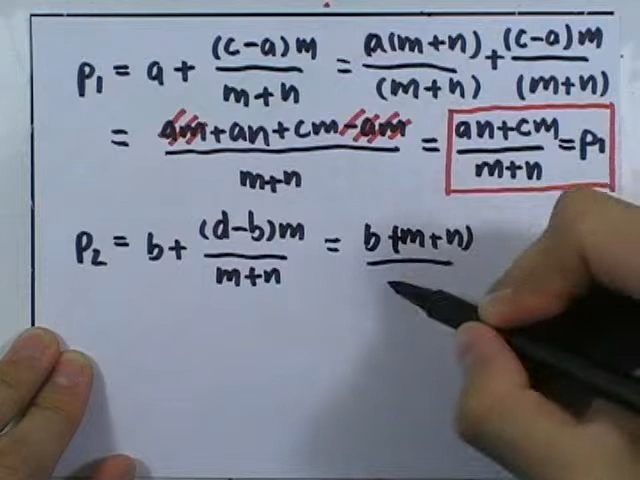 p₁ = a + (c-a)m/m+n = a(m+n)/(m+n) + (c-a)m/(m+n)
= am+an+cm-am/m+n = an+cm/m+n = p₁
p₂ = b + (d-b)m/m+n = b(m+n)